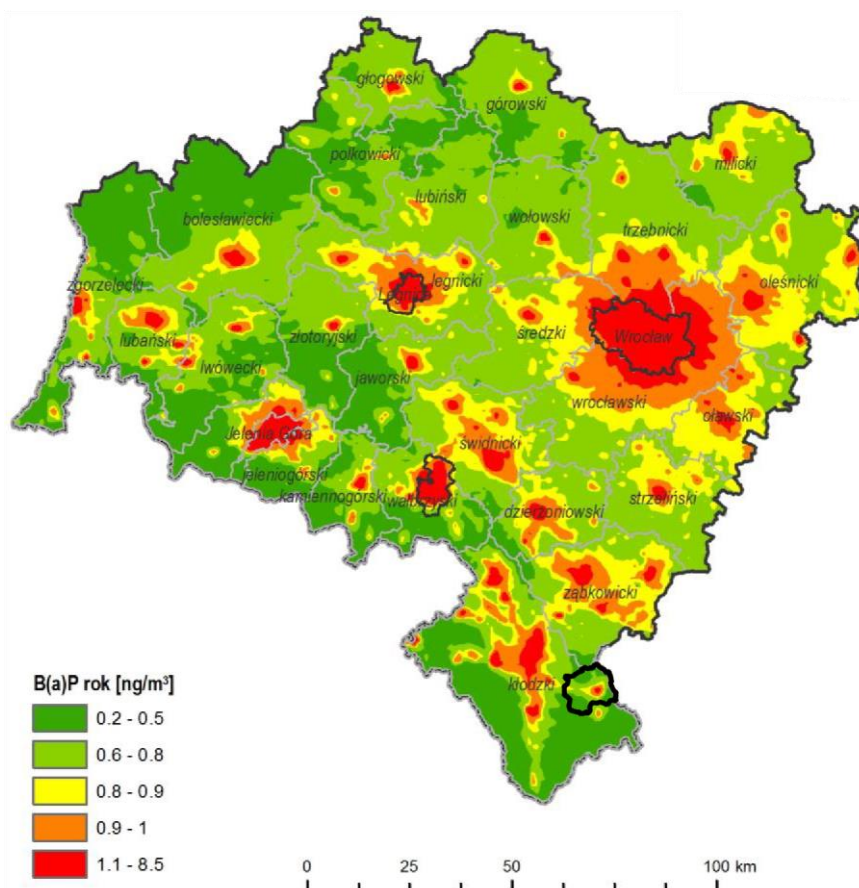 głogowski
górowski
milicki
polkowicki
lubiński
bolesławiecki
wołowski
trzebnicki
zgorzelecki
legnicki
Legnica
oleśnicki
lubański
złotoryjski
średzki
Wrocław
lwówecki
jaworski
wrocławski
oławski
Jelenia Góra
świdnicki
jeleniogórski
kamiennogórski
wałbrzyski
dzierżoniowski
strzeliński
ząbkowicki
kłodzki
B(a)P rok [ng/m³]
0.2 - 0.5
0.6 - 0.8
0.8 - 0.9
0.9 - 1
1.1 - 8.5
0 25 50 100 km